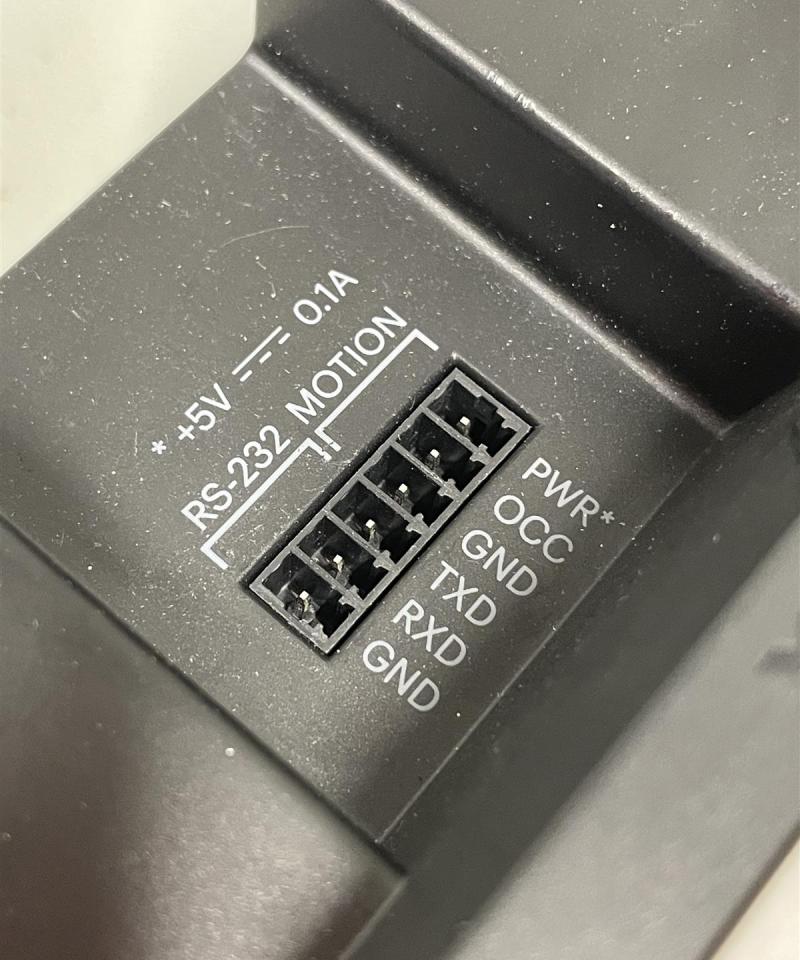 * +5V ⎓ 0.1A
RS-232 MOTION
PWR*
OCC
GND
TXD
RXD
GND